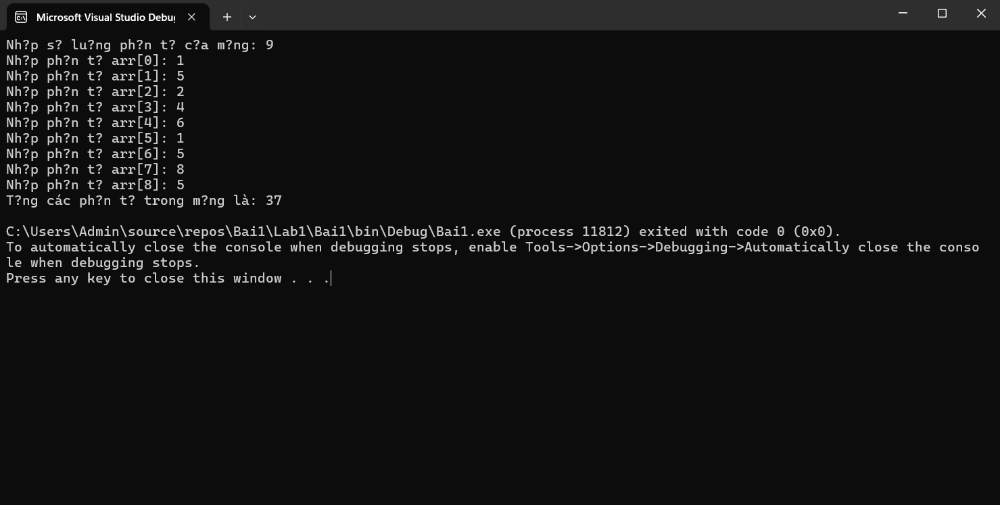 Microsoft Visual Studio Debug
Nh?p s? lu?ng ph?n t? c?a m?ng: 9
Nh?p ph?n t? arr[0]: 1
Nh?p ph?n t? arr[1]: 5
Nh?p ph?n t? arr[2]: 2
Nh?p ph?n t? arr[3]: 4
Nh?p ph?n t? arr[4]: 6
Nh?p ph?n t? arr[5]: 1
Nh?p ph?n t? arr[6]: 5
Nh?p ph?n t? arr[7]: 8
Nh?p ph?n t? arr[8]: 5
T?ng các ph?n t? trong m?ng là: 37
C:\Users\Admin\source\repos\Bai1\Lab1\Bai1\bin\Debug\Bai1.exe (process 11812) exited with code 0 (0x0).
To automatically close the console when debugging stops, enable Tools->Options->Debugging->Automatically close the conso
le when debugging stops.
Press any key to close this window . . .